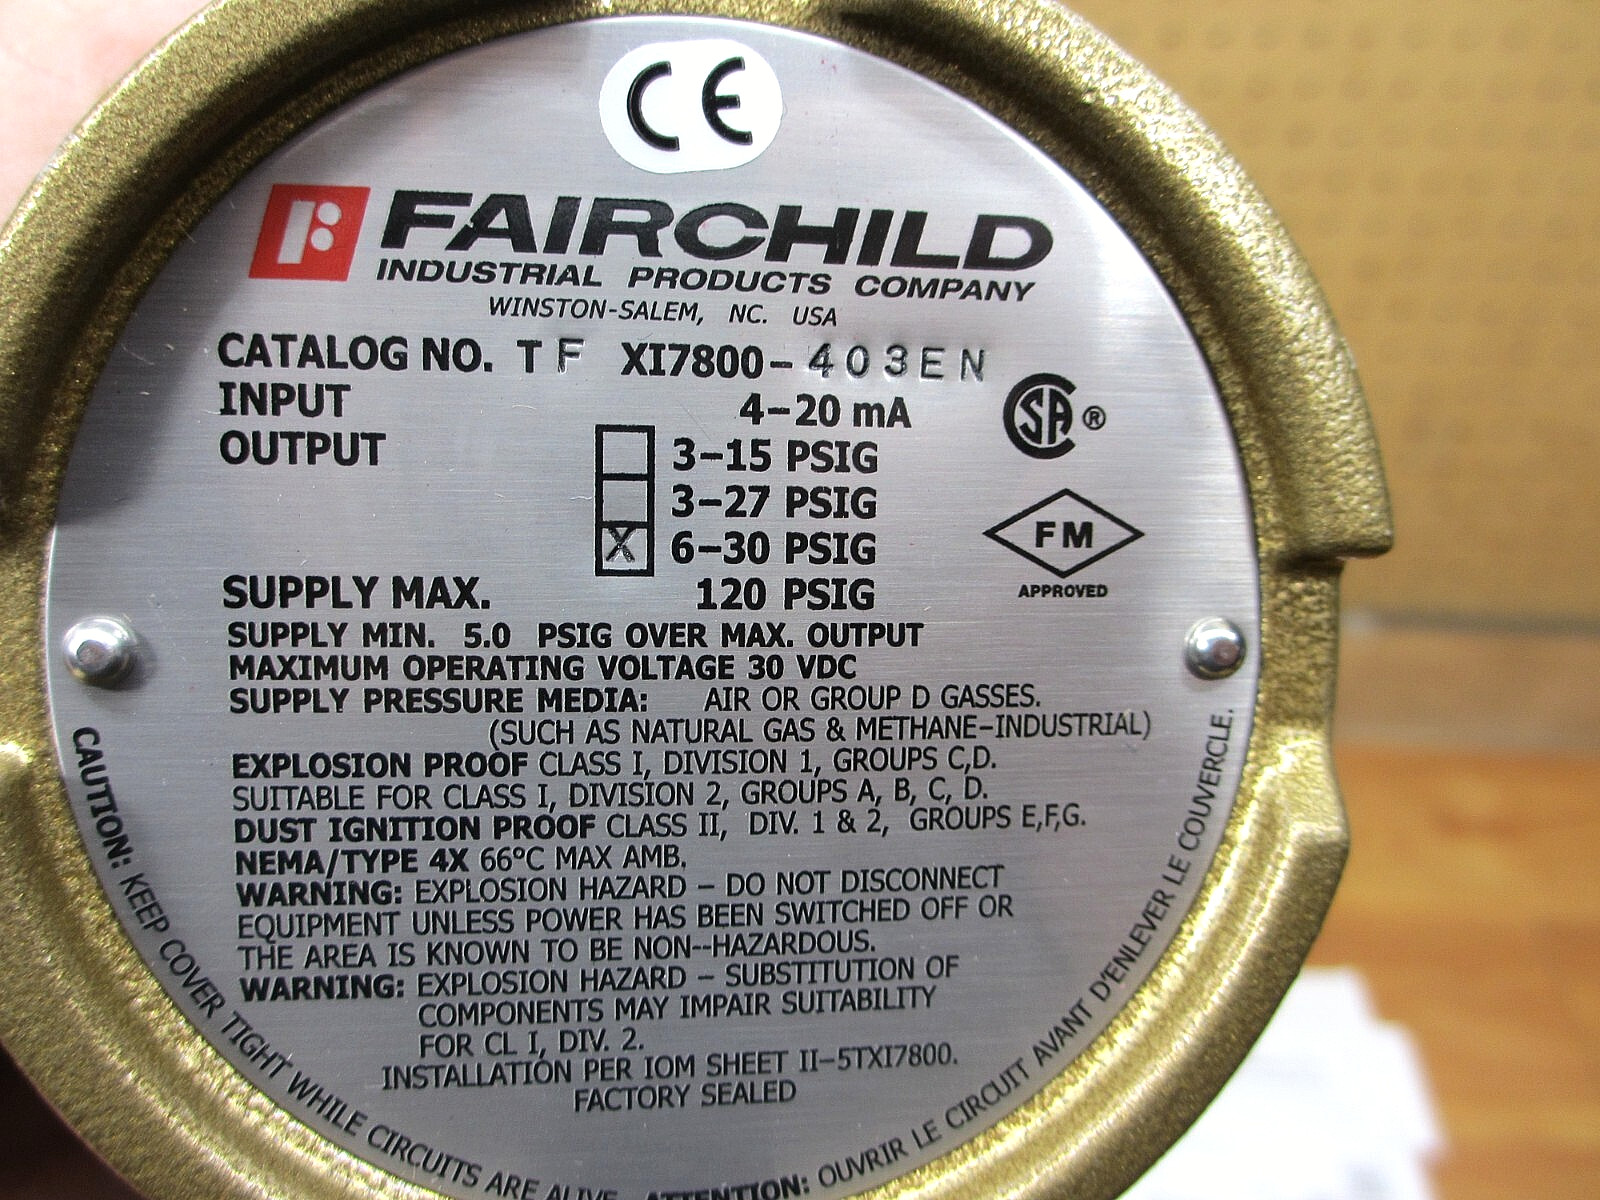 CE
FAIRCHILD
INDUSTRIAL PRODUCTS COMPANY
WINSTON-SALEM, NC. USA
CATALOG NO. TF XI7800-403EN
INPUT 4-20 mA
OUTPUT 3-15 PSIG
3-27 PSIG
X 6-30 PSIG
SUPPLY MAX. 120 PSIG
SUPPLY MIN. 5.0 PSIG OVER MAX. OUTPUT
MAXIMUM OPERATING VOLTAGE 30 VDC
SUPPLY PRESSURE MEDIA: AIR OR GROUP D GASSES.
(SUCH AS NATURAL GAS & METHANE-INDUSTRIAL)
EXPLOSION PROOF CLASS I, DIVISION 1, GROUPS C,D.
SUITABLE FOR CLASS I, DIVISION 2, GROUPS A, B, C, D.
DUST IGNITION PROOF CLASS II, DIV. 1 & 2, GROUPS E,F,G.
NEMA/TYPE 4X 66°C MAX AMB.
WARNING: EXPLOSION HAZARD - DO NOT DISCONNECT
EQUIPMENT UNLESS POWER HAS BEEN SWITCHED OFF OR
THE AREA IS KNOWN TO BE NON--HAZARDOUS.
WARNING: EXPLOSION HAZARD - SUBSTITUTION OF
COMPONENTS MAY IMPAIR SUITABILITY
FOR CL I, DIV. 2.
INSTALLATION PER IOM SHEET II-5TXI7800.
FACTORY SEALED
SA ®
FM
APPROVED
CAUTION: KEEP COVER TIGHT WHILE CIRCUITS ARE ALIVE
ATTENTION: OUVRIR LE CIRCUIT AVANT D'ENLEVER LE COUVERCLE.